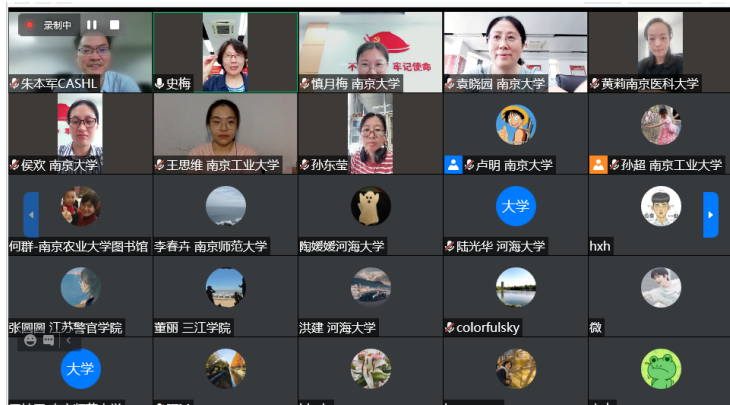 录制中
朱本军CASHL
史梅
慎月梅 南京大学
袁晓园 南京大学
黄莉南京医科大学
牢记使命
侯欢 南京大学
王思维 南京工业大学
孙东莹
卢明 南京大学
孙超 南京工业大学
何群-南京农业大学图书馆
李春卉 南京师范大学
陶媛媛河海大学
大学
陆光华 河海大学
hxh
张圆圆 江苏警官学院
董丽 三江学院
洪建 河海大学
colorfulsky
微
大学